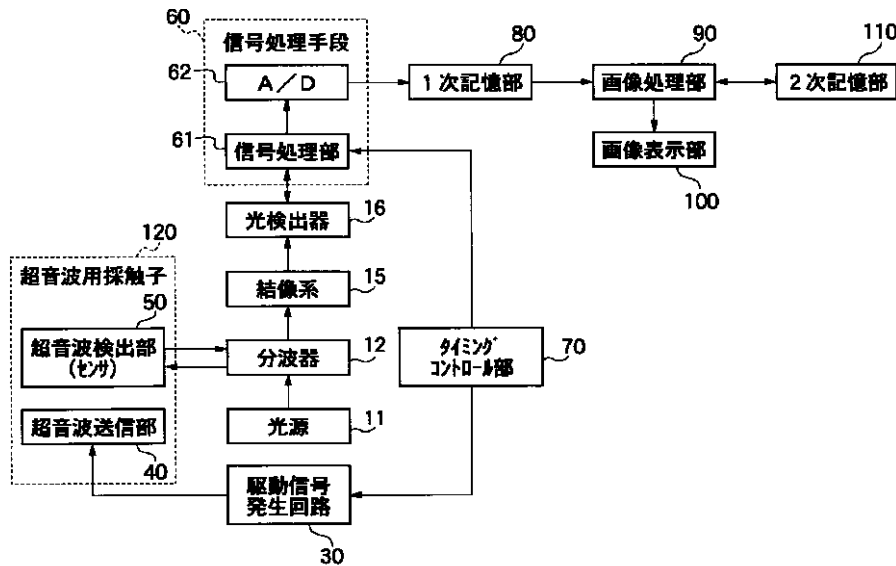 60
信号処理手段
62
A/D
80
1次記憶部
90
画像処理部
110
2次記憶部
61
信号処理部
画像表示部
100
光検出器
16
120
超音波用採触子
結像系
15
50
超音波検出部
(センサ)
分波器
12
タイミング
コントロール部
70
超音波送信部
40
光源
11
駆動信号
発生回路
30